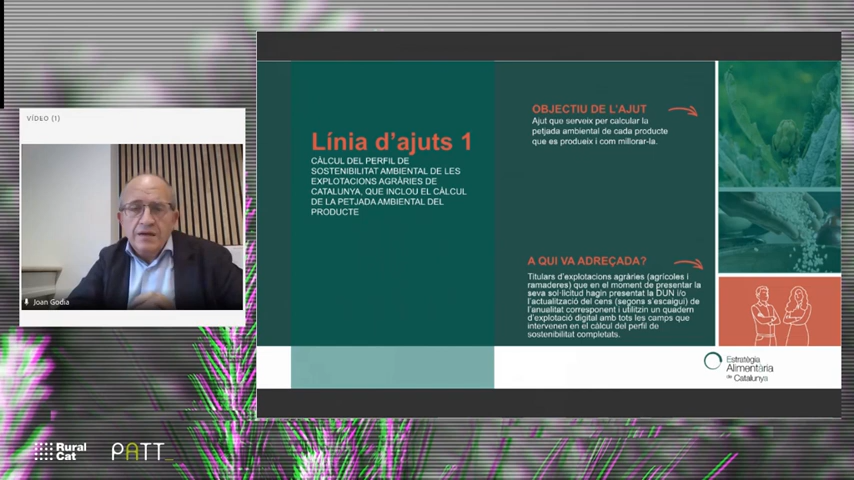 VÍDEO (1)
Joan Godia
Línia d'ajuts 1
CÀLCUL DEL PERFIL DE
SOSTENIBILITAT AMBIENTAL DE LES
EXPLOTACIONS AGRÀRIES DE
CATALUNYA, QUE INCLOU EL CÀLCUL
DE LA PETJADA AMBIENTAL DEL
PRODUCTE
OBJECTIU DE L'AJUT
Ajut que serveix per calcular la
petjada ambiental de cada producte
que es produeix i com millorar-la.
A QUI VA ADREÇADA?
Titulars d'explotacions agràries (agrícoles i
ramaderes) que en el moment de presentar la
seva sol·licitud hagin presentat la DUN i/o
l'actualització del cens (segons s'escaigui) de
l'anualitat corresponent i utilitzin un quadern
d'explotació digital amb tots les camps que
intervenen en el càlcul del perfil de
sostenibilitat completats.
Estratègia
Alimentària
de Catalunya
Rural
Cat
PATT_